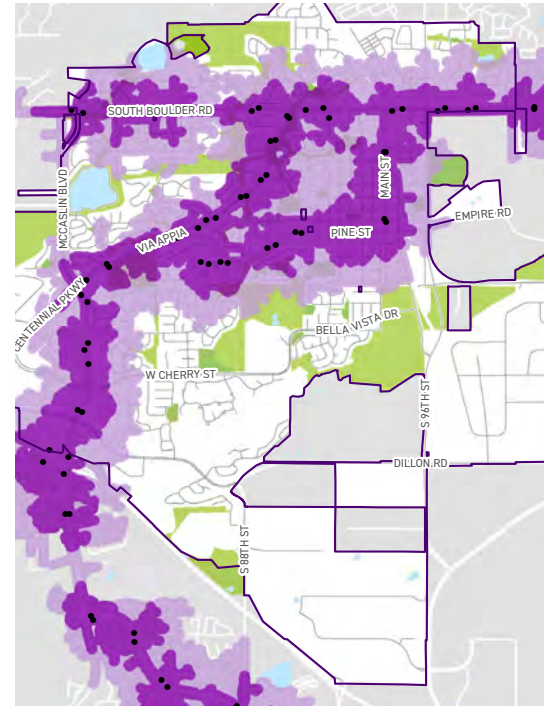 SOUTH BOULDER RD
MCCASLIN BLVD
MAIN ST
EMPIRE RD
VIA APPIA
PINE ST
CENTENNIAL PKWY
BELLA VISTA DR
W CHERRY ST
S 96TH ST
DILLON RD
S 88TH ST